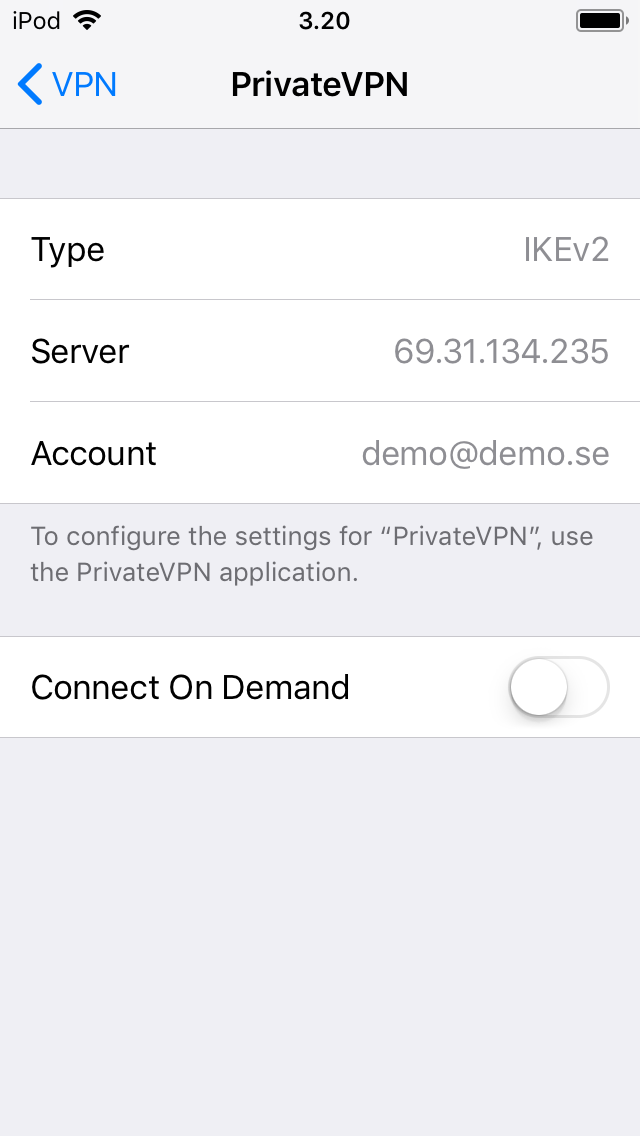 iPod 3.20
VPN PrivateVPN
Type IKEv2
Server 69.31.134.235
Account demo@demo.se
To configure the settings for “PrivateVPN”, use
the PrivateVPN application.
Connect On Demand